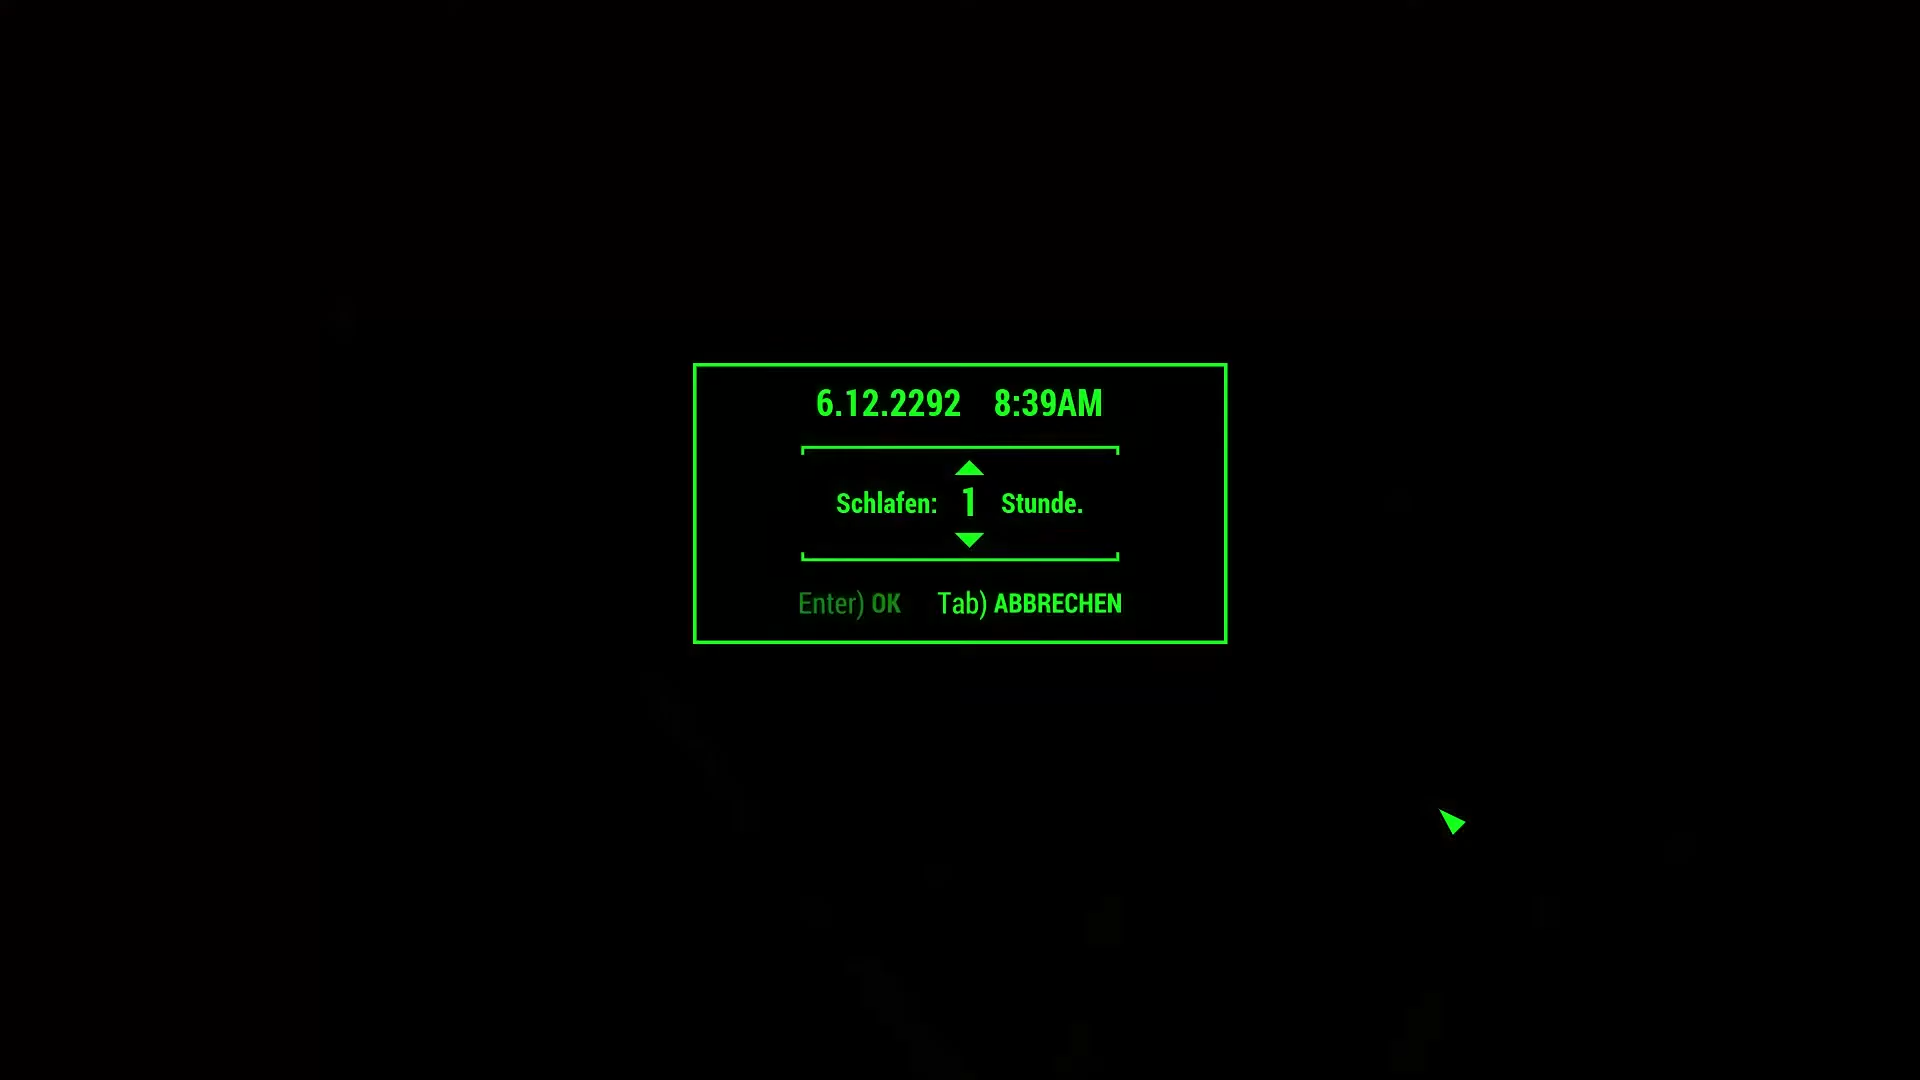 6.12.2292 8:39AM
Schlafen: 1 Stunde.
Enter) OK Tab) ABBRECHEN